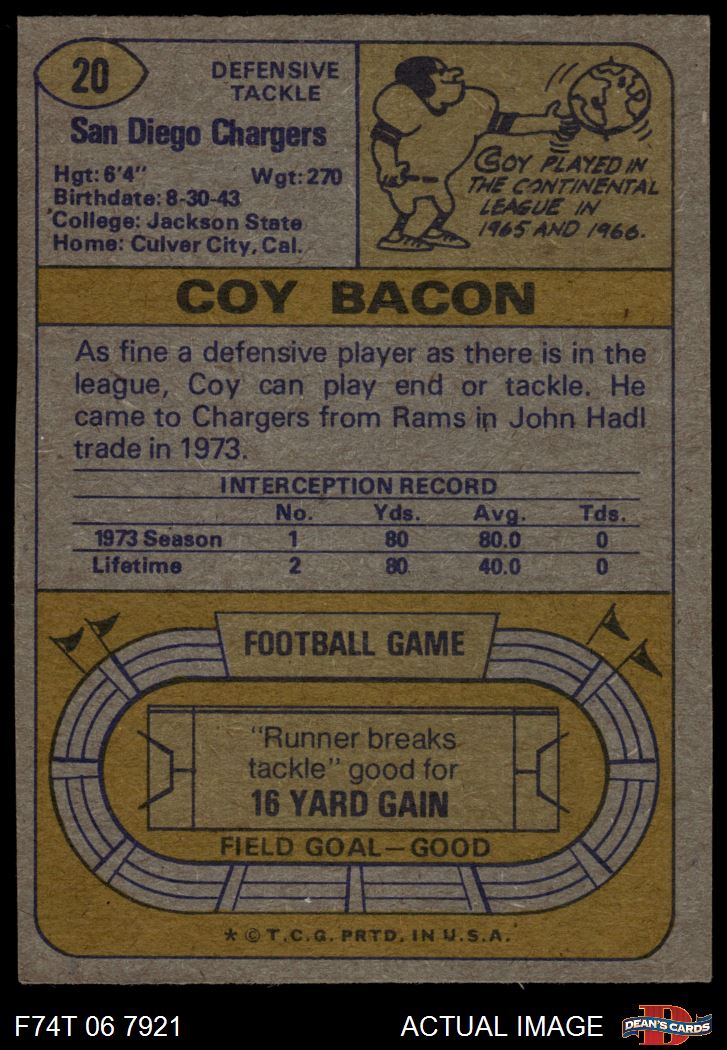 20
DEFENSIVE
TACKLE
San Diego Chargers
Hgt: 6'4" Wgt: 270
Birthdate: 8-30-43
College: Jackson State
Home: Culver City, Cal.
COY PLAYED IN
THE CONTINENTAL
LEAGUE IN
1965 AND 1966.
COY BACON
As fine a defensive player as there is in the
league, Coy can play end or tackle. He
came to Chargers from Rams in John Hadl
trade in 1973.
INTERCEPTION RECORD
No. Yds. Avg. Tds.
1973 Season 1 80 80.0 0
Lifetime 2 80 40.0 0
FOOTBALL GAME
"Runner breaks
tackle" good for
16 YARD GAIN
FIELD GOAL—GOOD
* © T.C.G. PRTD. IN U.S.A.
F74T 06 7921 ACTUAL IMAGE
D
DEAN'S CARDS